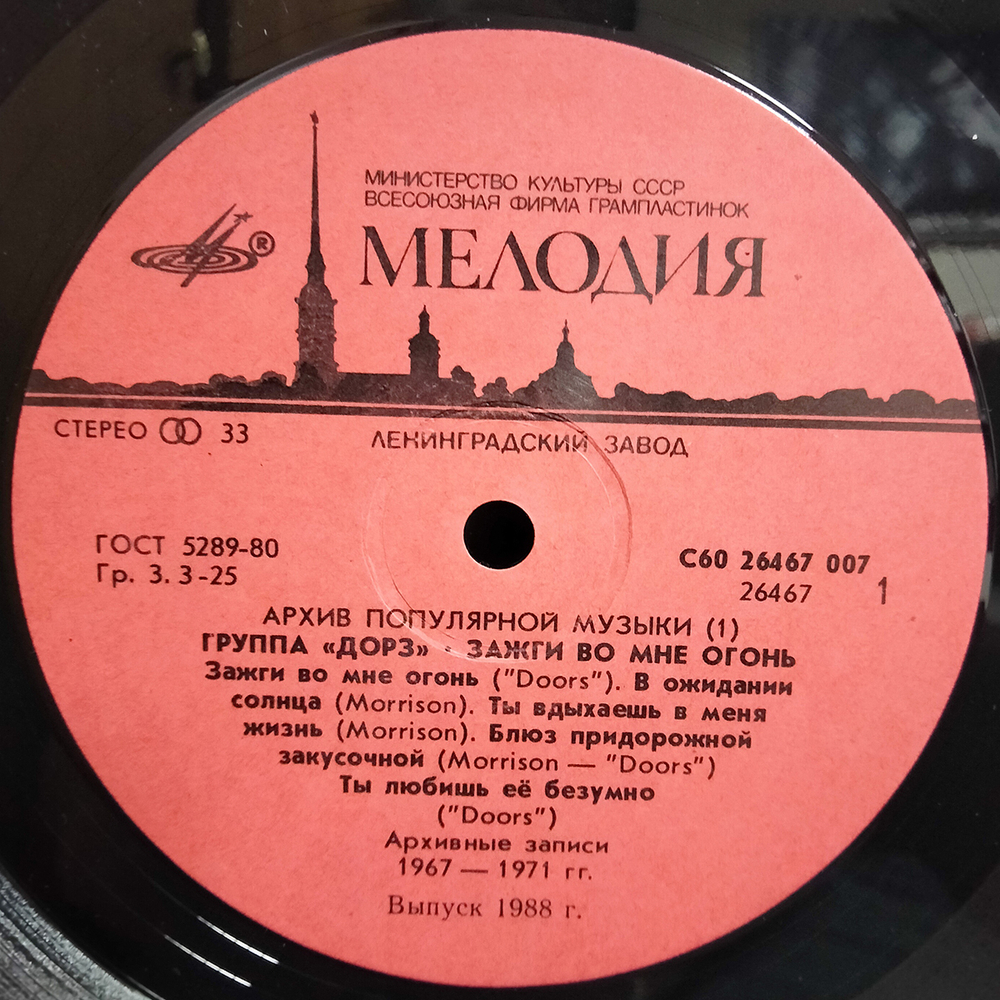 МИНИСТЕРСТВО КУЛЬТУРЫ СССР
ВСЕСОЮЗНАЯ ФИРМА ГРАМПЛАСТИНОК
®
МЕЛОДИЯ
СТЕРЕО 33
ЛЕНИНГРАДСКИЙ ЗАВОД
ГОСТ 5289-80
Гр. 3. 3-25
С60 26467 007
26467 1
АРХИВ ПОПУЛЯРНОЙ МУЗЫКИ (1)
ГРУППА «ДОРЗ» · ЗАЖГИ ВО МНЕ ОГОНЬ
Зажги во мне огонь ("Doors"). В ожидании
солнца (Morrison). Ты вдыхаешь в меня
жизнь (Morrison). Блюз придорожной
закусочной (Morrison — "Doors")
Ты любишь её безумно
("Doors")
Архивные записи
1967 — 1971 гг.
Выпуск 1988 г.